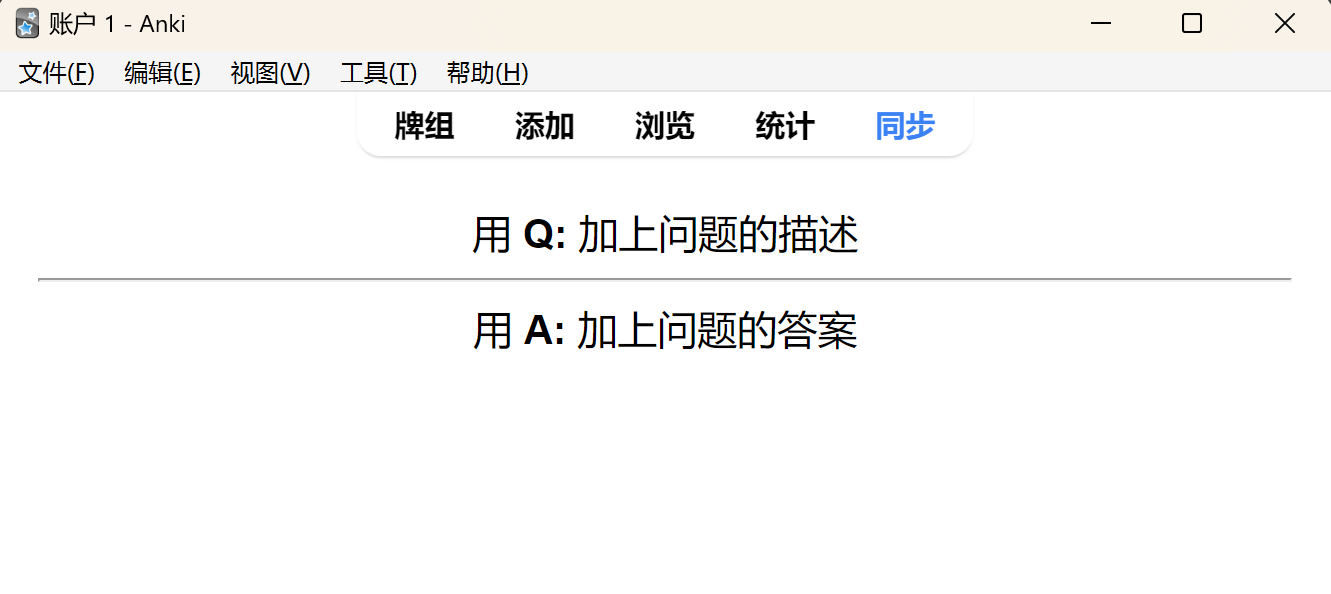 账户 1 - Anki
文件(F) 编辑(E) 视图(V) 工具(T) 帮助(H)
牌组 添加 浏览 统计 同步
用 Q: 加上问题的描述
用 A: 加上问题的答案